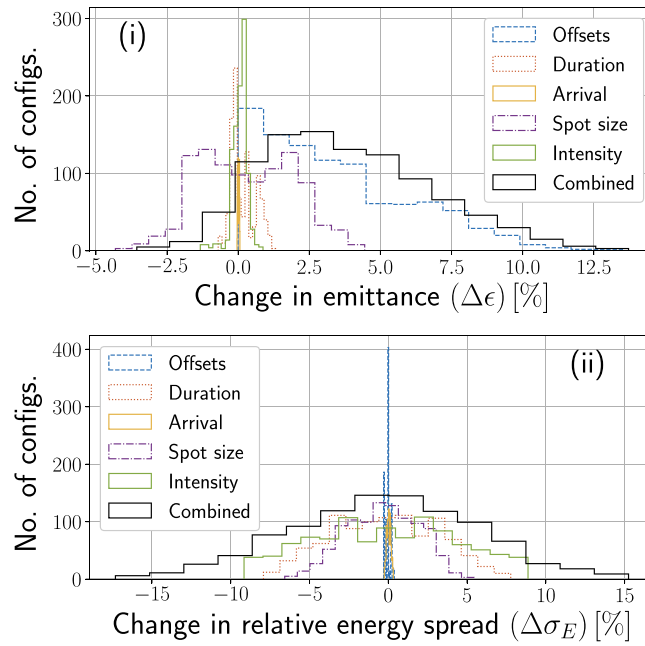 300
200
100
0
No. of configs.
(i)
Offsets
Duration
Arrival
Spot size
Intensity
Combined
−5.0
−2.5
0.0
2.5
5.0
7.5
10.0
12.5
Change in emittance (Δϵ) [%]
400
300
200
100
0
No. of configs.
(ii)
Offsets
Duration
Arrival
Spot size
Intensity
Combined
−15
−10
−5
0
5
10
15
Change in relative energy spread (Δσ_E) [%]